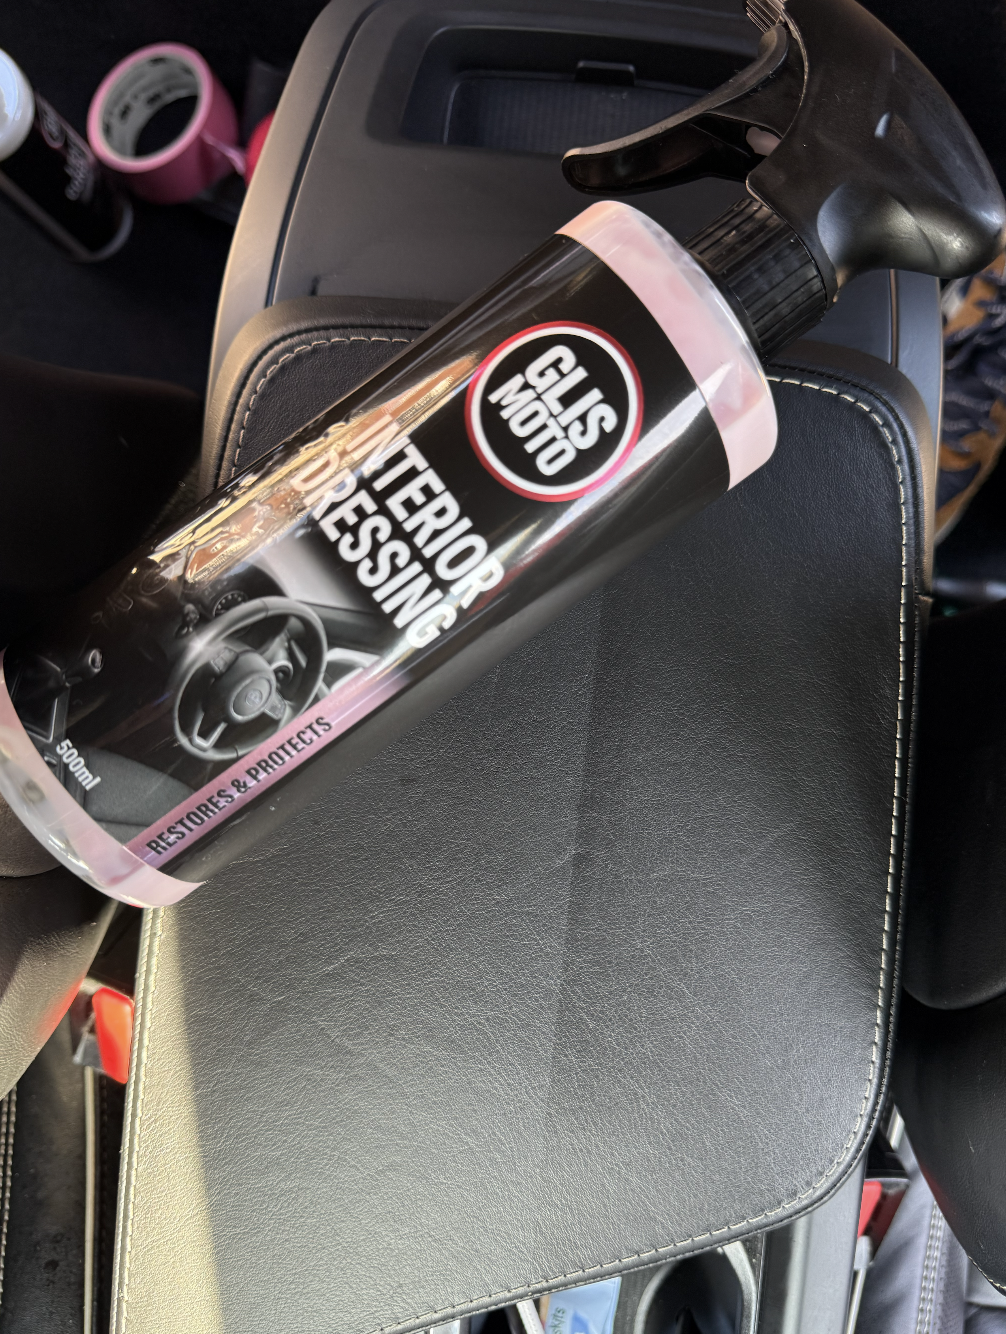 GLIS
MOTO
INTERIOR
DRESSING
500ml
RESTORES & PROTECTS